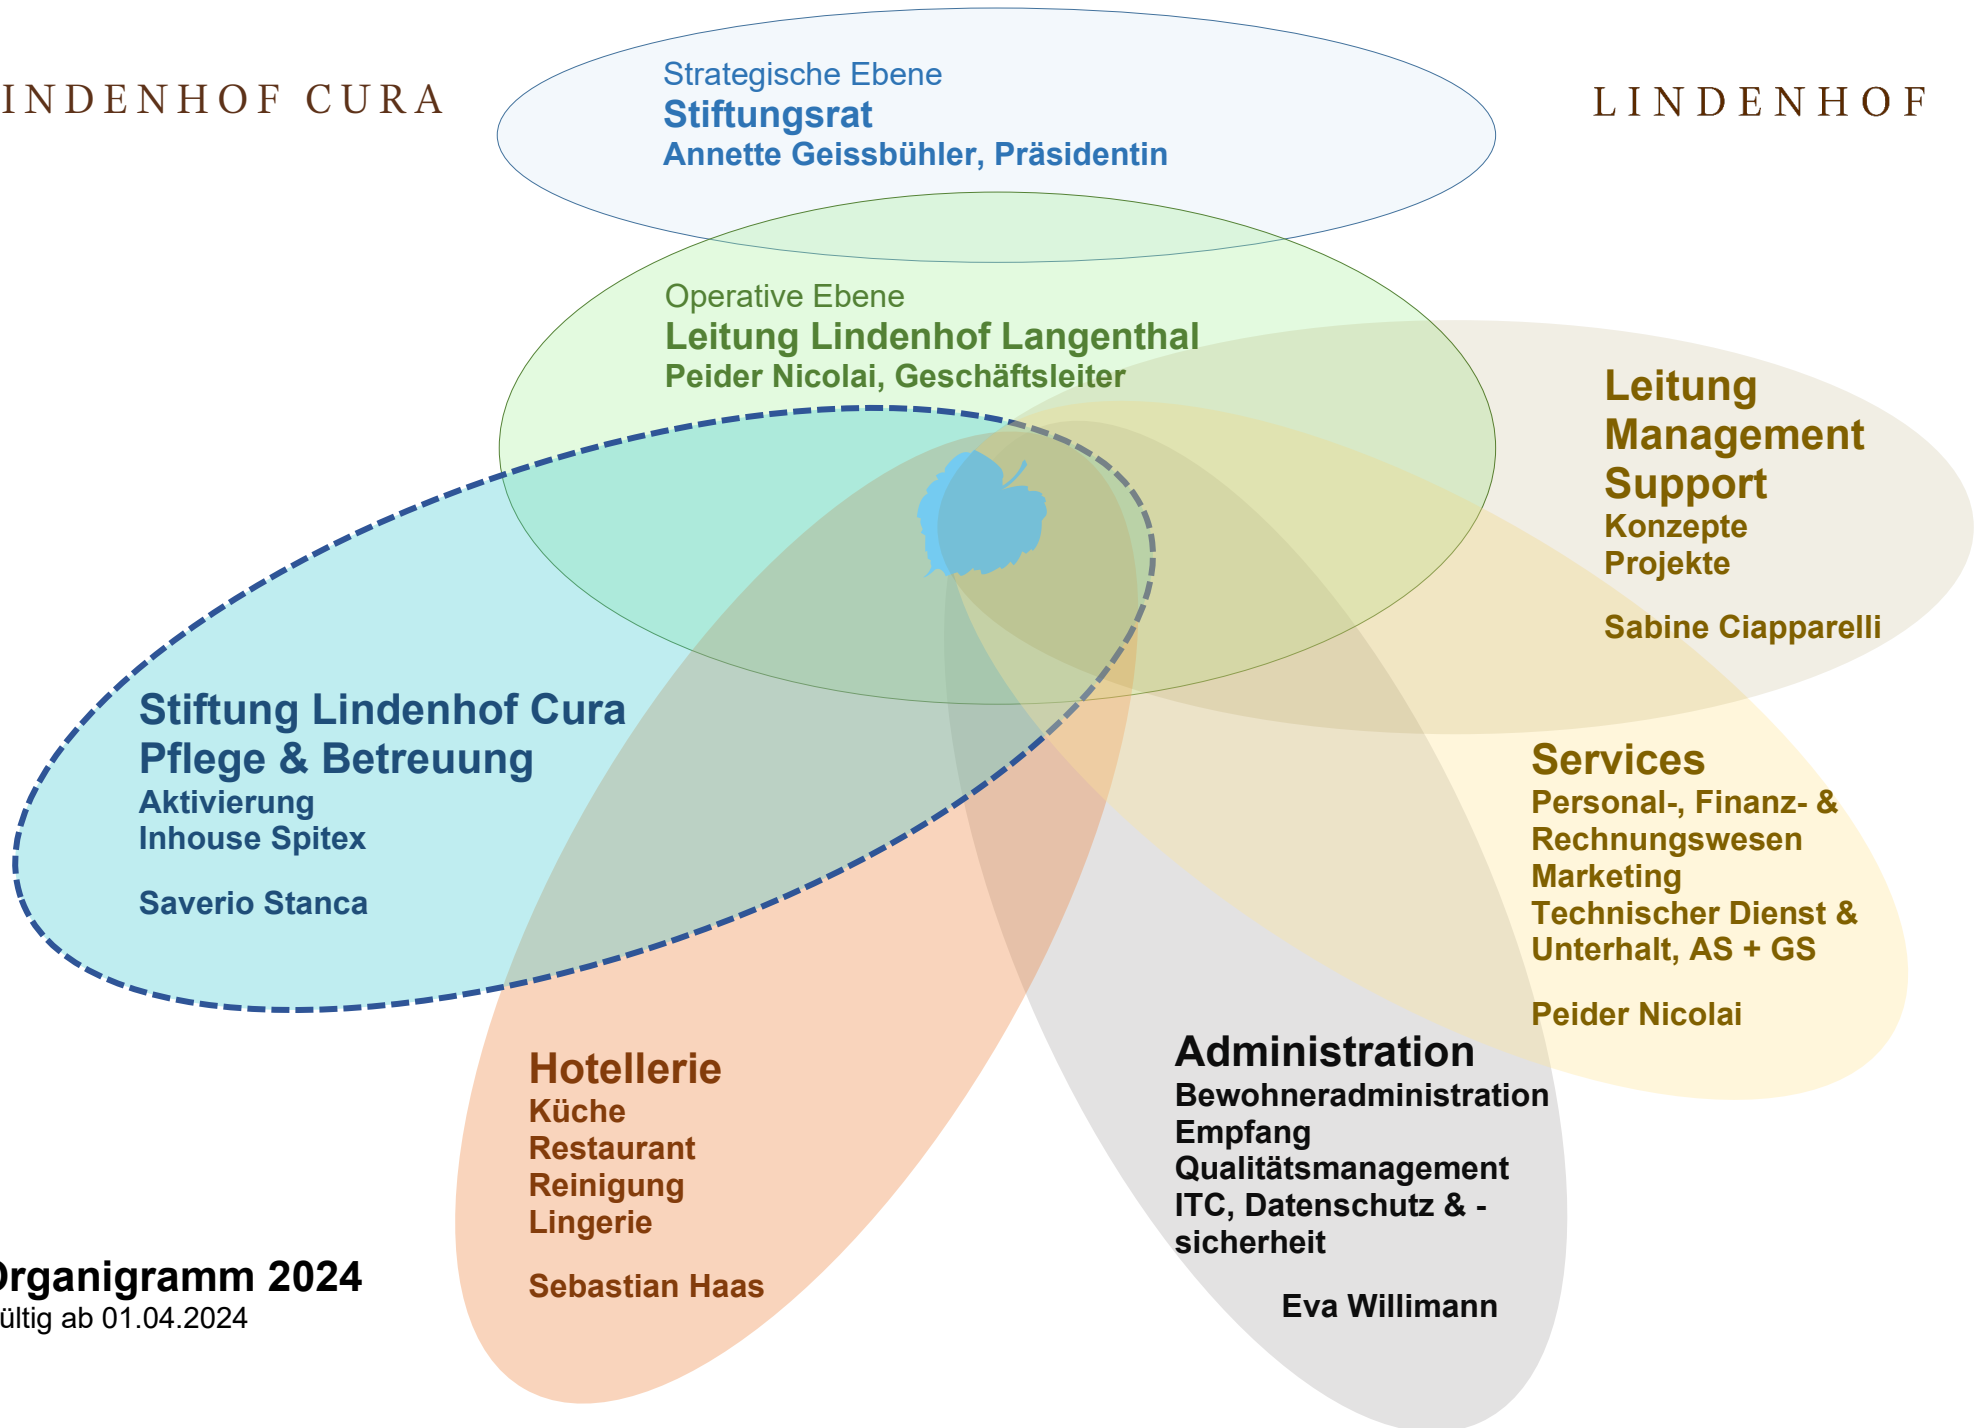 INDENHOF CURA
LINDENHOF
Strategische Ebene
Stiftungsrat
Annette Geissbühler, Präsidentin
Operative Ebene
Leitung Lindenhof Langenthal
Peider Nicolai, Geschäftsleiter
Leitung
Management
Support
Konzepte
Projekte
Sabine Ciapparelli
Stiftung Lindenhof Cura
Pflege & Betreuung
Aktivierung
Inhouse Spitex
Saverio Stanca
Services
Personal-, Finanz- &
Rechnungswesen
Marketing
Technischer Dienst &
Unterhalt, AS + GS
Peider Nicolai
Hotellerie
Küche
Restaurant
Reinigung
Lingerie
Sebastian Haas
Administration
Bewohneradministration
Empfang
Qualitätsmanagement
ITC, Datenschutz & -
sicherheit
Eva Willimann
Organigramm 2024
ültig ab 01.04.2024